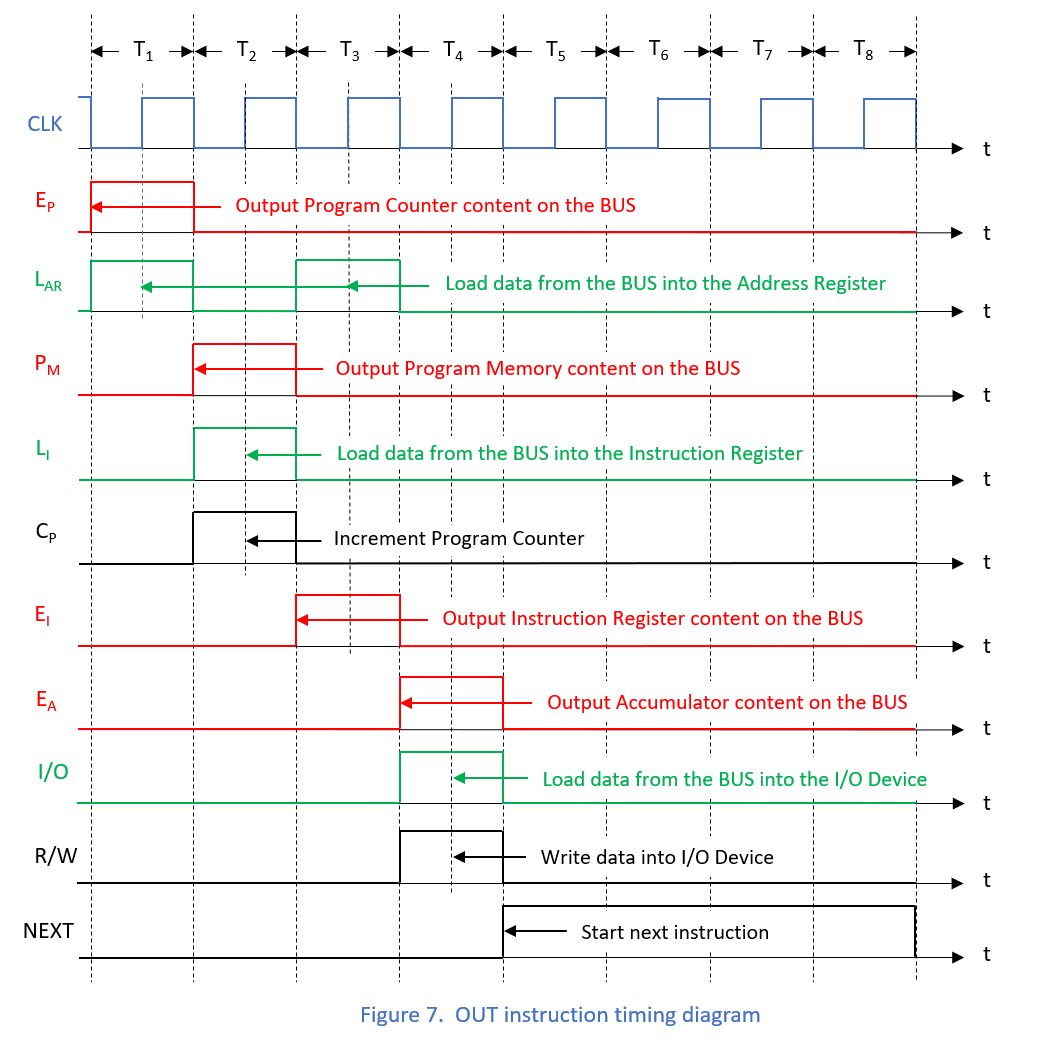 T1 T2 T3 T4 T5 T6 T7 T8
CLK
t
EP
Output Program Counter content on the BUS
t
LAR
Load data from the BUS into the Address Register
t
PM
Output Program Memory content on the BUS
t
LI
Load data from the BUS into the Instruction Register
t
CP
Increment Program Counter
t
EI
Output Instruction Register content on the BUS
t
EA
Output Accumulator content on the BUS
t
I/O
Load data from the BUS into the I/O Device
t
R/W
Write data into I/O Device
t
NEXT
Start next instruction
t
Figure 7. OUT instruction timing diagram